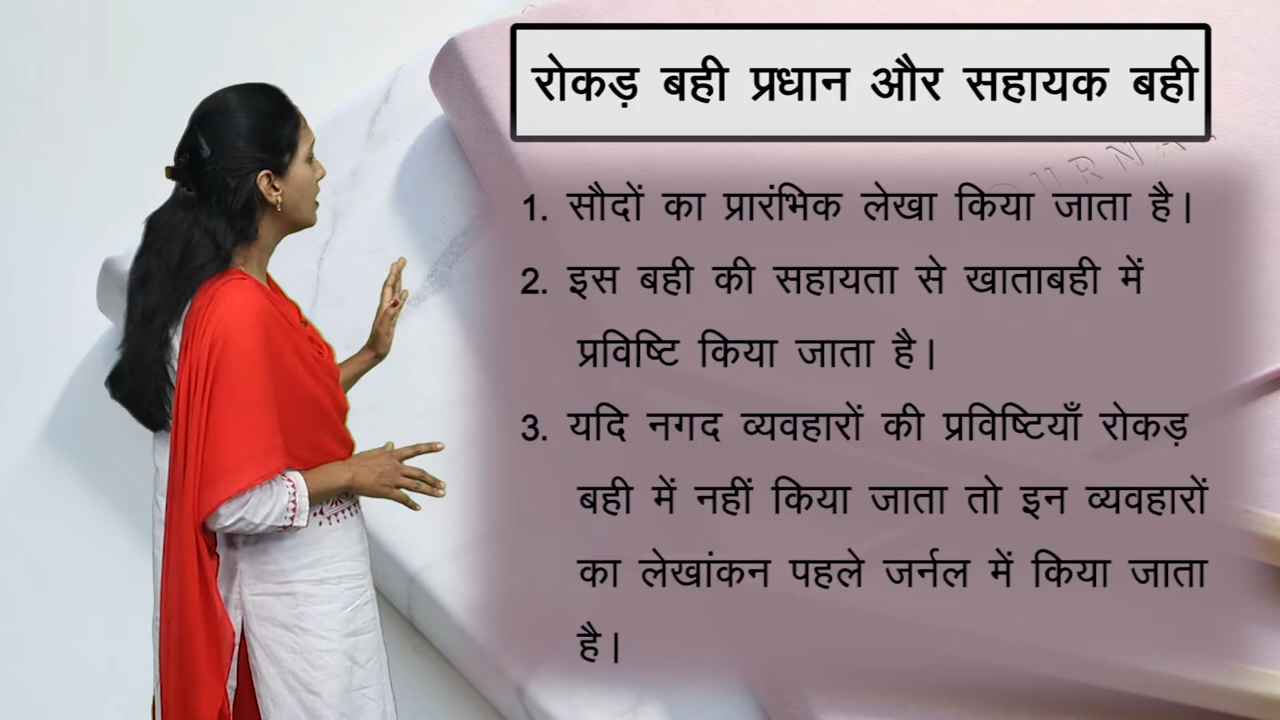 रोकड़ बही प्रधान और सहायक बही
1. सौदों का प्रारंभिक लेखा किया जाता है।
2. इस बही की सहायता से खाताबही में
प्रविष्टि किया जाता है।
3. यदि नगद व्यवहारों की प्रविष्टियाँ रोकड़
बही में नहीं किया जाता तो इन व्यवहारों
का लेखांकन पहले जर्नल में किया जाता
है।